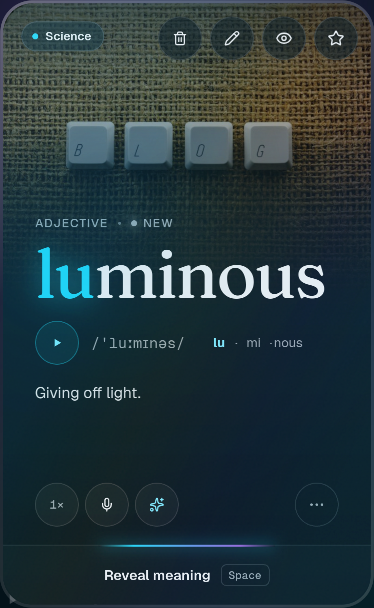 Science
B L O G
ADJECTIVE • NEW
luminous
/ˈluːmɪnəs/ lu · mi ·nous
Giving off light.
1×
Reveal meaning Space